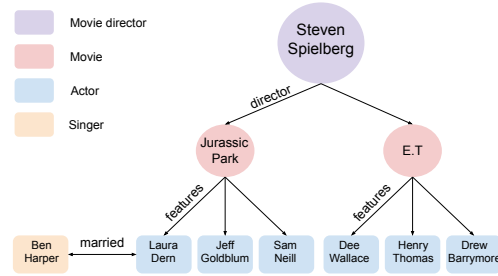 Movie director
Movie
Actor
Singer
Steven
Spielberg
director
Jurassic
Park
E.T
features
features
Ben
Harper
married
Laura
Dern
Jeff
Goldblum
Sam
Neill
Dee
Wallace
Henry
Thomas
Drew
Barrymore